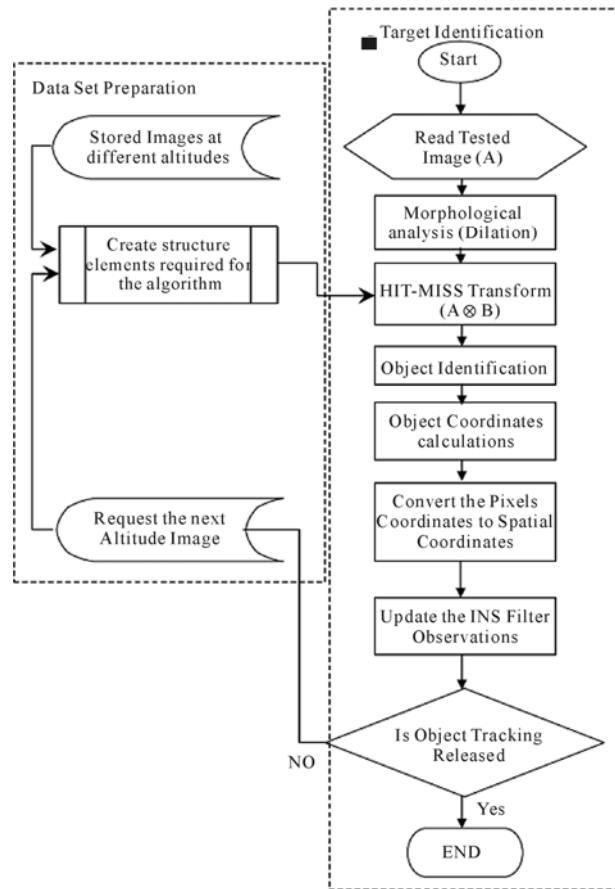 Target Identification
Start
Data Set Preparation
Stored Images at
different altitudes
Read Tested
Image (A)
Morphological
analysis (Dilation)
Create structure
elements required for
the algorithm
HIT-MISS Transform
(A ⊗ B)
Object Identification
Object Coordinates
calculations
Request the next
Altitude Image
Convert the Pixels
Coordinates to Spatial
Coordinates
Update the INS Filter
Observations
Is Object Tracking
Released
NO
Yes
END